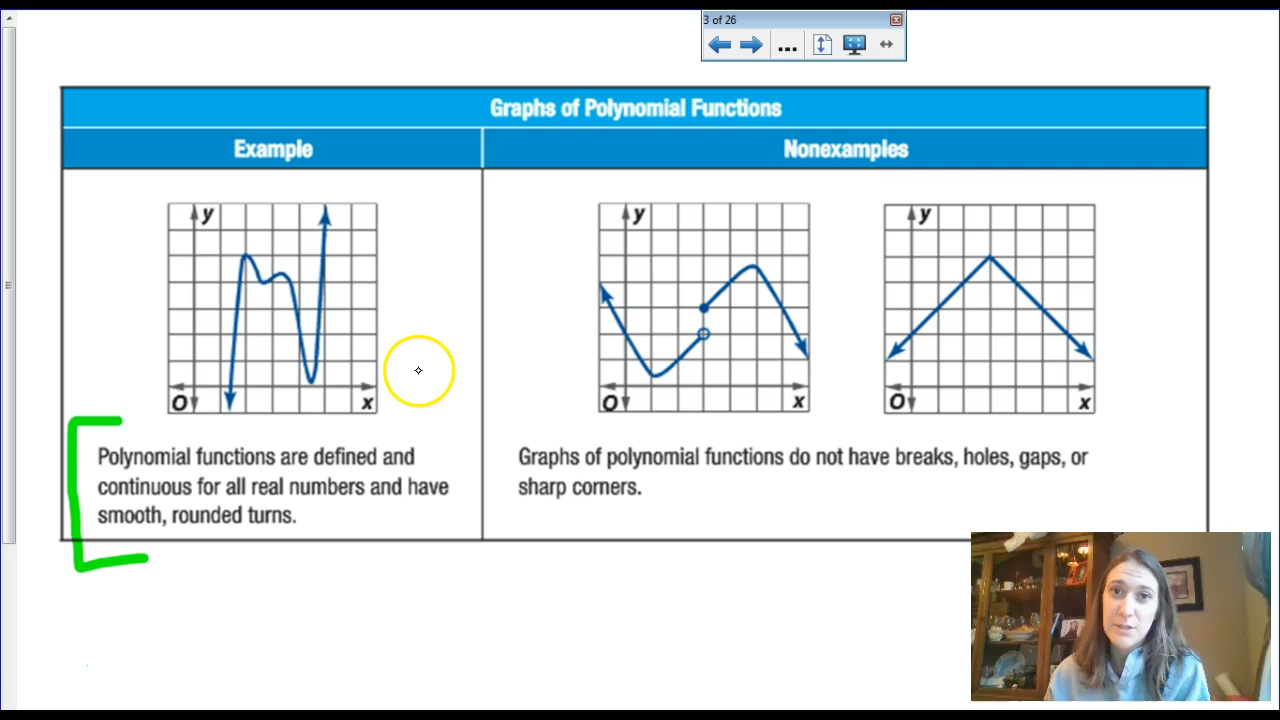 3 of 26
...
Graphs of Polynomial Functions
Example
Nonexamples
y
O
x
y
O
x
y
O
x
Polynomial functions are defined and
continuous for all real numbers and have
smooth, rounded turns.
Graphs of polynomial functions do not have breaks, holes, gaps, or
sharp corners.